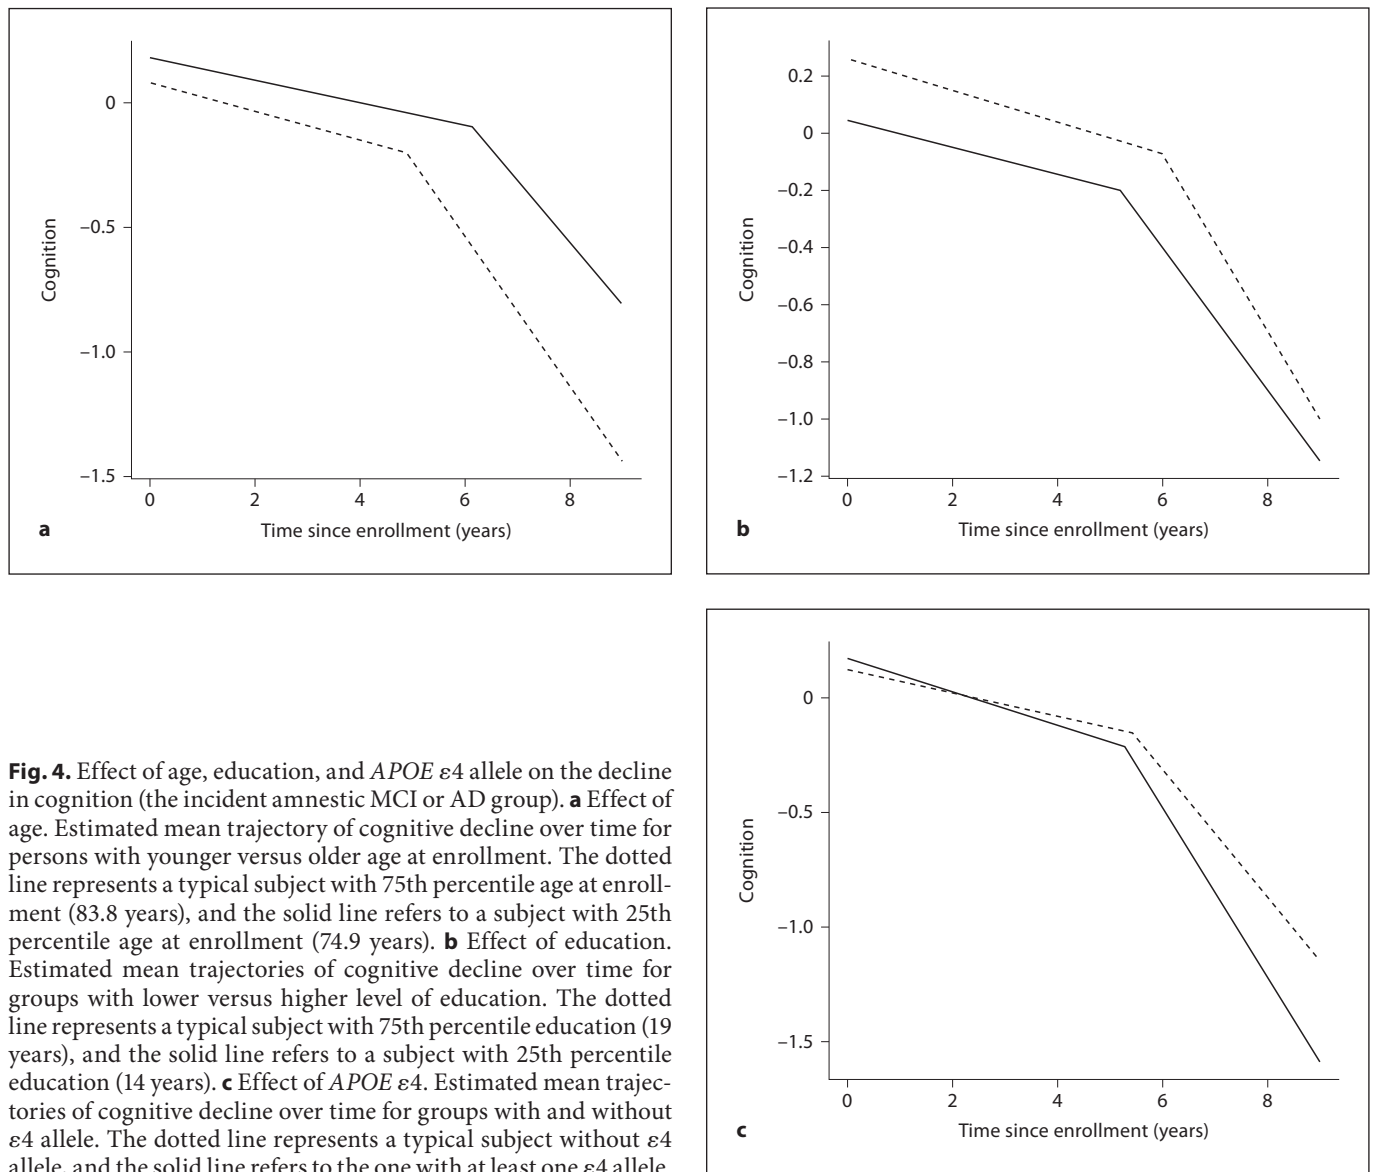 0
−0.5
−1.0
−1.5
Cognition
0 2 4 6 8
Time since enrollment (years)
a
0.2
0
−0.2
−0.4
−0.6
−0.8
−1.0
−1.2
Cognition
0 2 4 6 8
Time since enrollment (years)
b
Fig. 4. Effect of age, education, and APOE ε4 allele on the decline
in cognition (the incident amnestic MCI or AD group). a Effect of
age. Estimated mean trajectory of cognitive decline over time for
persons with younger versus older age at enrollment. The dotted
line represents a typical subject with 75th percentile age at enroll-
ment (83.8 years), and the solid line refers to a subject with 25th
percentile age at enrollment (74.9 years). b Effect of education.
Estimated mean trajectories of cognitive decline over time for
groups with lower versus higher level of education. The dotted
line represents a typical subject with 75th percentile education (19
years), and the solid line refers to a subject with 25th percentile
education (14 years). c Effect of APOE ε4. Estimated mean trajec-
tories of cognitive decline over time for groups with and without
ε4 allele. The dotted line represents a typical subject without ε4
allele, and the solid line refers to the one with at least one ε4 allele.
0
−0.5
−1.0
−1.5
Cognition
0 2 4 6 8
Time since enrollment (years)
c